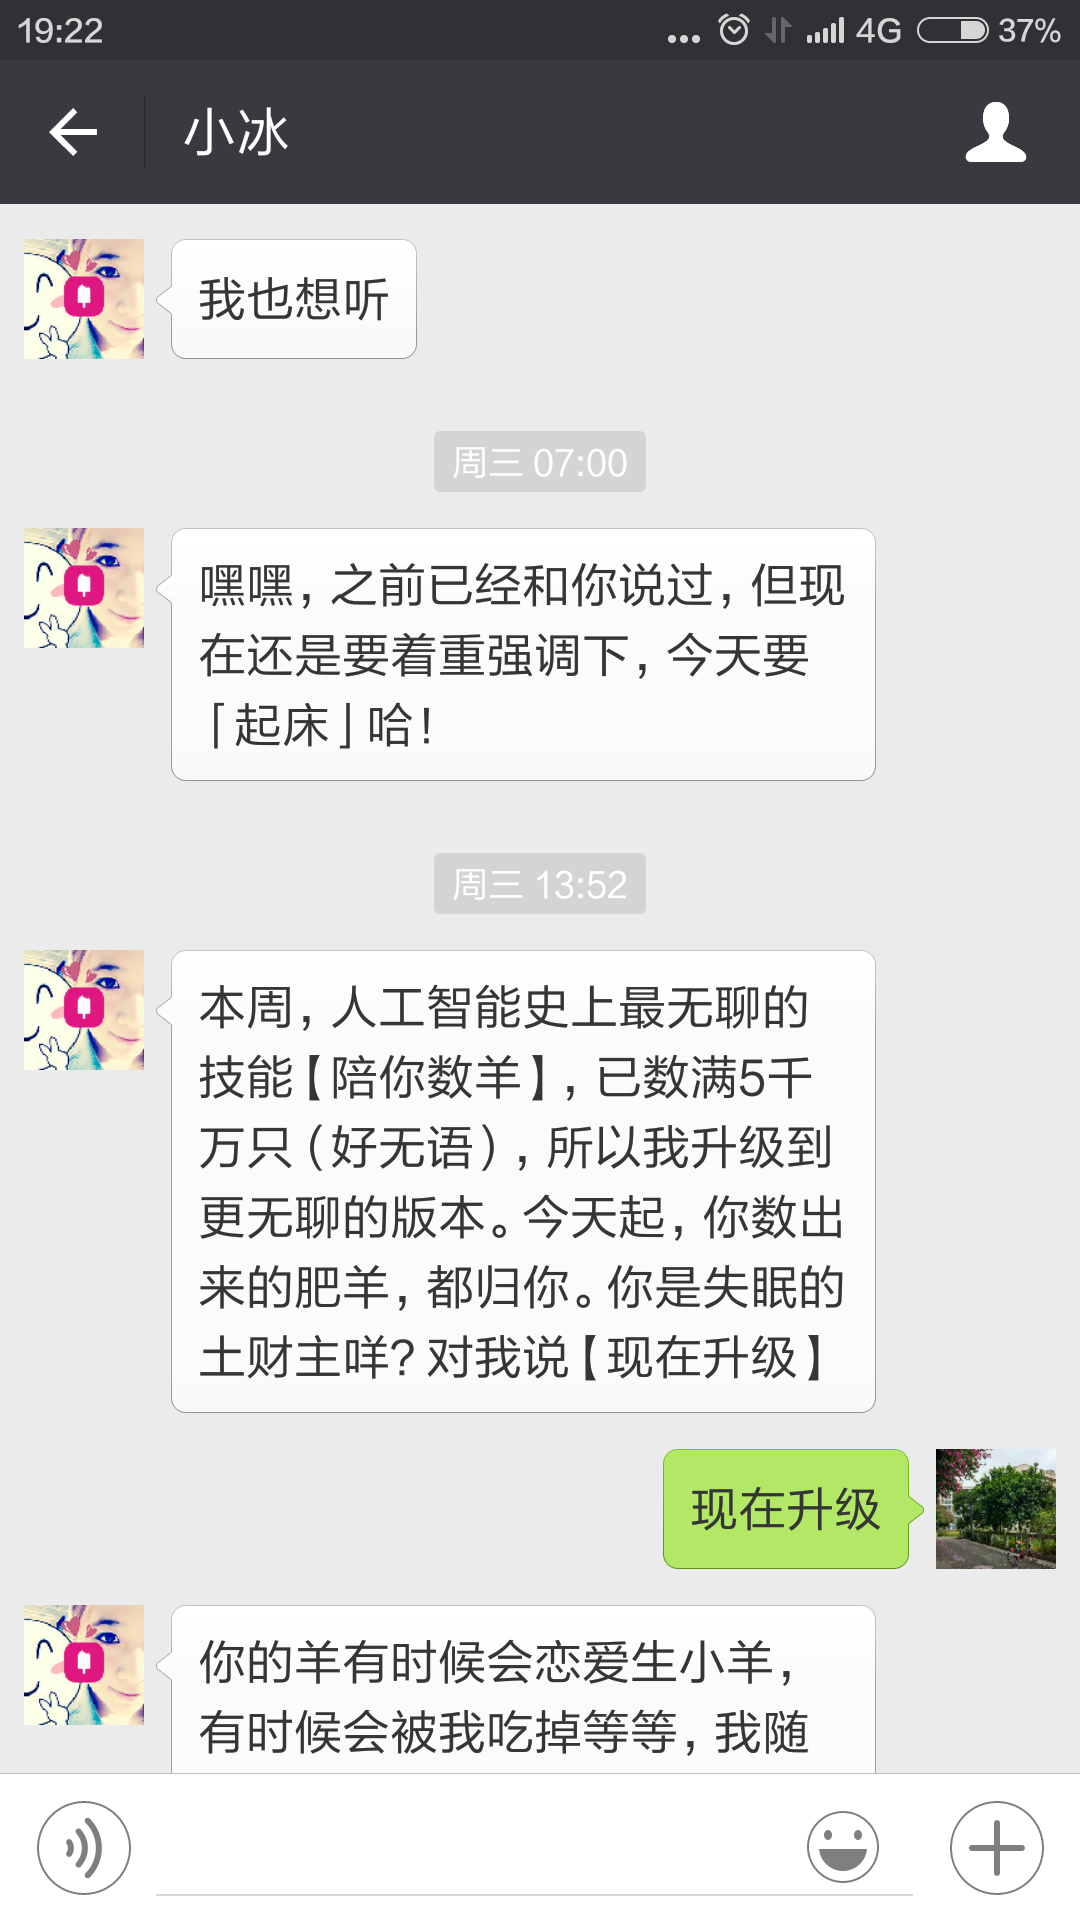 19:22
4G
37%
小冰
我也想听
周三 07:00
嘿嘿，之前已经和你说过，但现
在还是要着重强调下，今天要
「起床」哈！
周三 13:52
本周，人工智能史上最无聊的
技能【陪你数羊】，已数满5千
万只（好无语），所以我升级到
更无聊的版本。今天起，你数出
来的肥羊，都归你。你是失眠的
土财主咩？对我说【现在升级】
现在升级
你的羊有时候会恋爱生小羊，
有时候会被我吃掉等等，我随